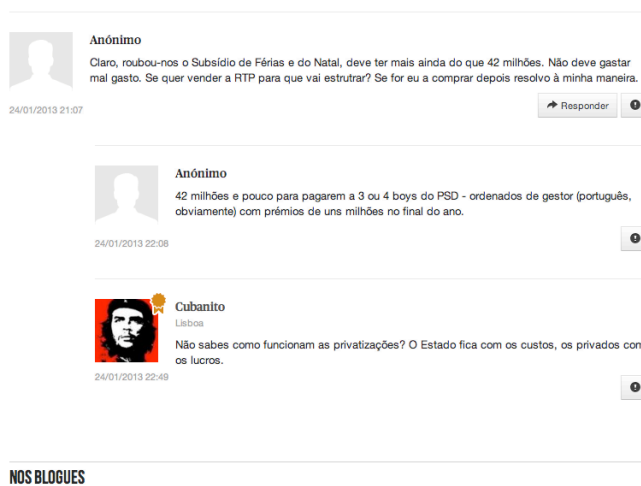 Anónimo
Claro, roubou-nos o Subsídio de Férias e do Natal, deve ter mais ainda do que 42 milhões. Não deve gastar
mal gasto. Se quer vender a RTP para que vai estrutrar? Se for eu a comprar depois resolvo à minha maneira.
24/01/2013 21:07
Responder
Anónimo
42 milhões e pouco para pagarem a 3 ou 4 boys do PSD - ordenados de gestor (português,
obviamente) com prémios de uns milhões no final do ano.
24/01/2013 22:08
Cubanito
Lisboa
Não sabes como funcionam as privatizações? O Estado fica com os custos, os privados com
os lucros.
24/01/2013 22:49
NOS BLOGUES